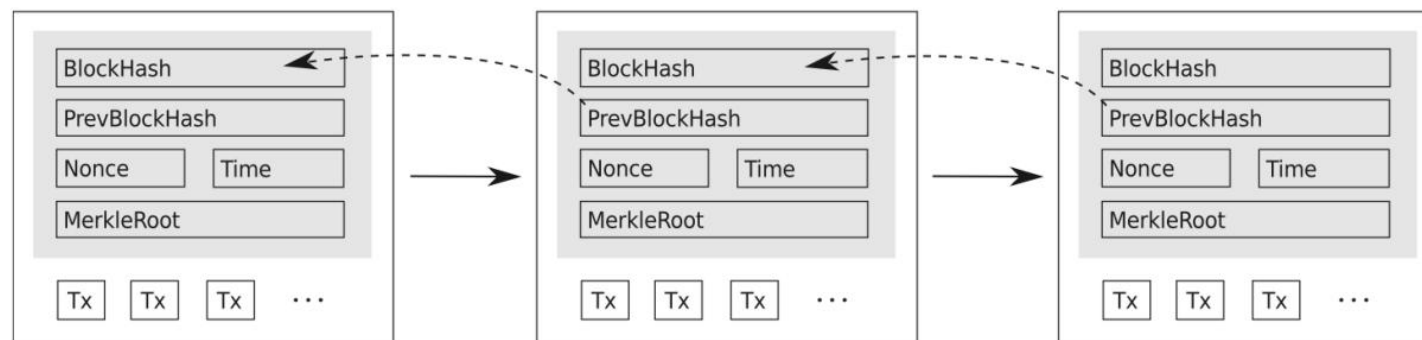 BlockHash
PrevBlockHash
Nonce Time
MerkleRoot
Tx Tx Tx ...
BlockHash
PrevBlockHash
Nonce Time
MerkleRoot
Tx Tx Tx ...
BlockHash
PrevBlockHash
Nonce Time
MerkleRoot
Tx Tx Tx ...